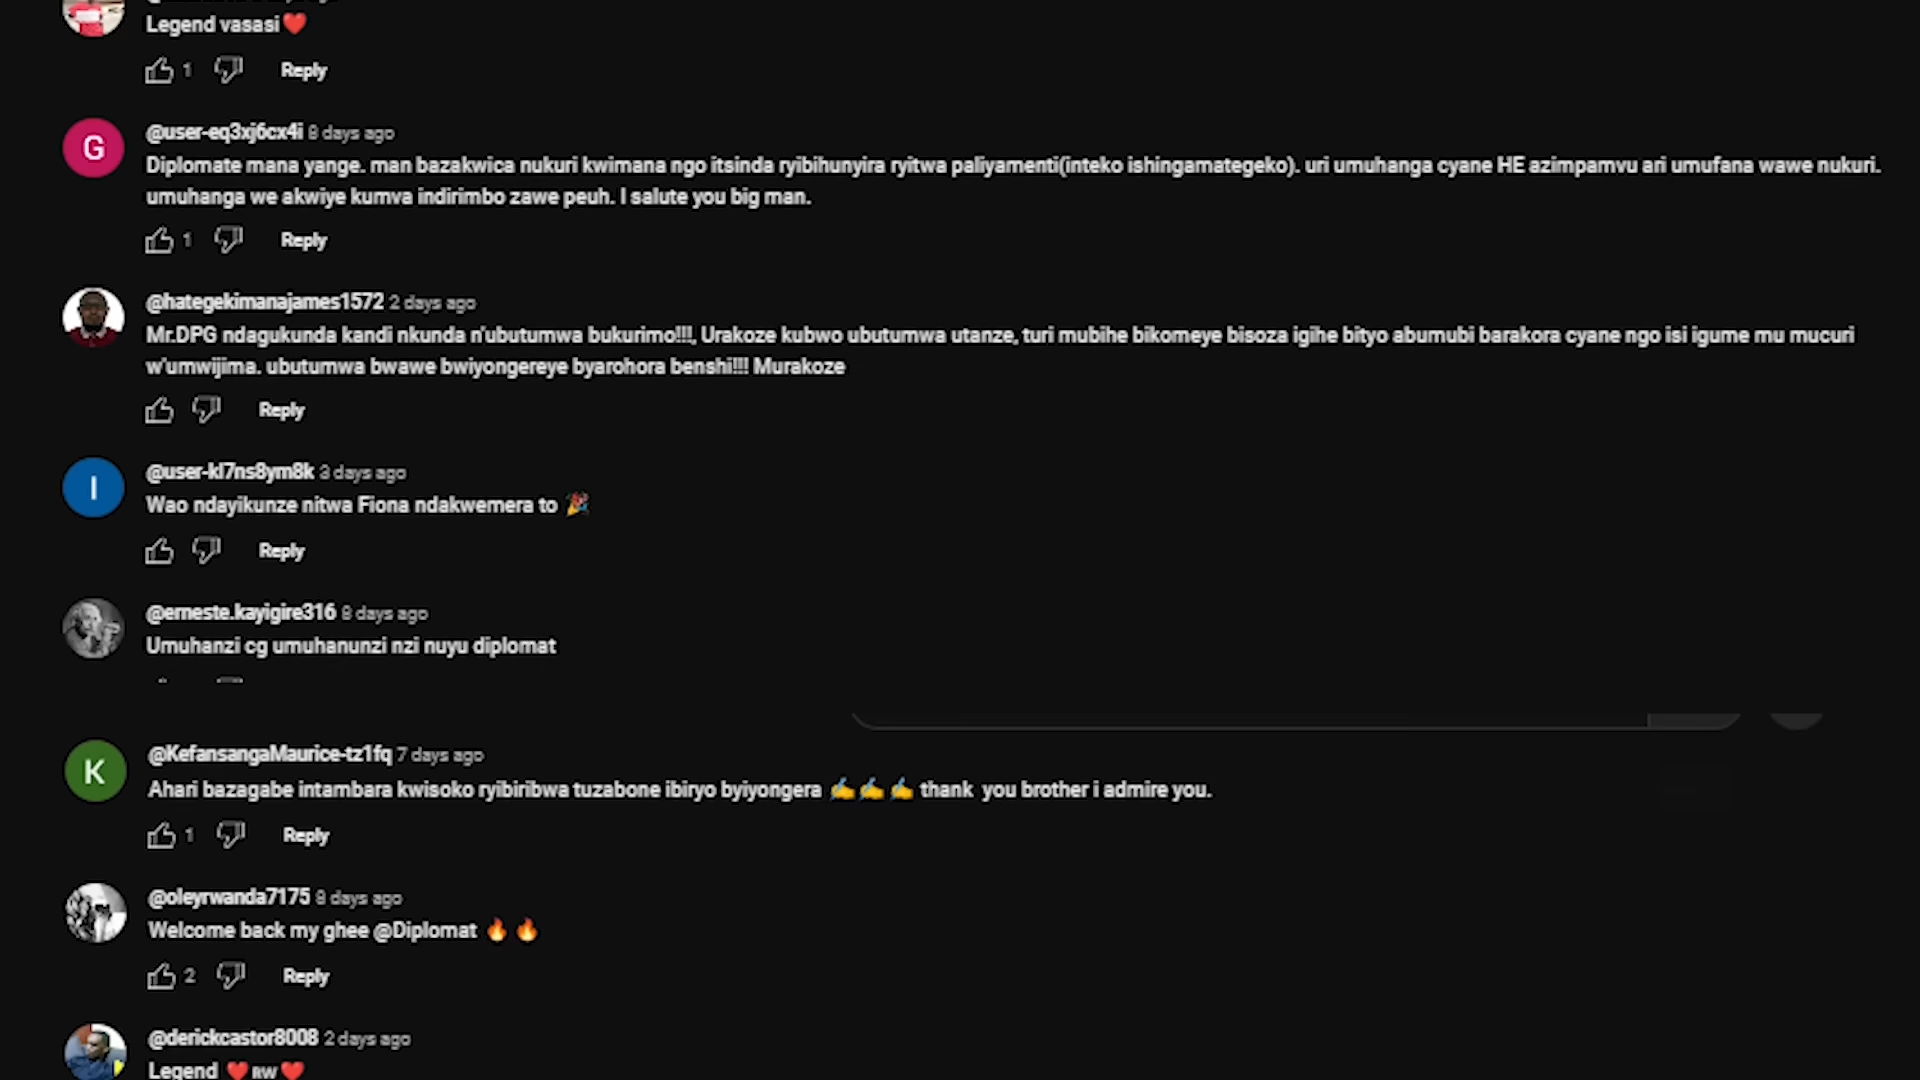 Legend vasasi❤️
1 Reply
@user-eq3xj6cx4i 8 days ago
Diplomate mana yange. man bazakwica nukuri kwimana ngo itsinda ryibihunyira ryitwa paliyamenti(inteko ishingamategeko). uri umuhanga cyane HE azimpamvu ari umufana wawe nukuri.
umuhanga we akwiye kumva indirimbo zawe peuh. I salute you big man.
1 Reply
@hategekimanajames1572 2 days ago
Mr.DPG ndagukunda kandi nkunda n'ubutumwa bukurimo!!!, Urakoze kubwo ubutumwa utanze, turi mubihe bikomeye bisoza igihe bityo abumubi barakora cyane ngo isi igume mu mucuri
w'umwijima. ubutumwa bwawe bwiyongereye byarohora benshi!!! Murakoze
Reply
@user-kl7ns8ym8k 3 days ago
Wao ndayikunze nitwa Fiona ndakwemera to 🎉
Reply
@erneste.kayigire316 8 days ago
Umuhanzi cg umuhanunzi nzi nuyu diplomat
@KefansangaMaurice-tz1fq 7 days ago
Ahari bazagabe intambara kwisoko ryibiribwa tuzabone ibiryo byiyongera ✍️✍️✍️ thank you brother i admire you.
1 Reply
@oleyrwanda7175 8 days ago
Welcome back my ghee @Diplomat 🔥🔥
2 Reply
@derickcastor8008 2 days ago
Legend ❤️ RW ❤️